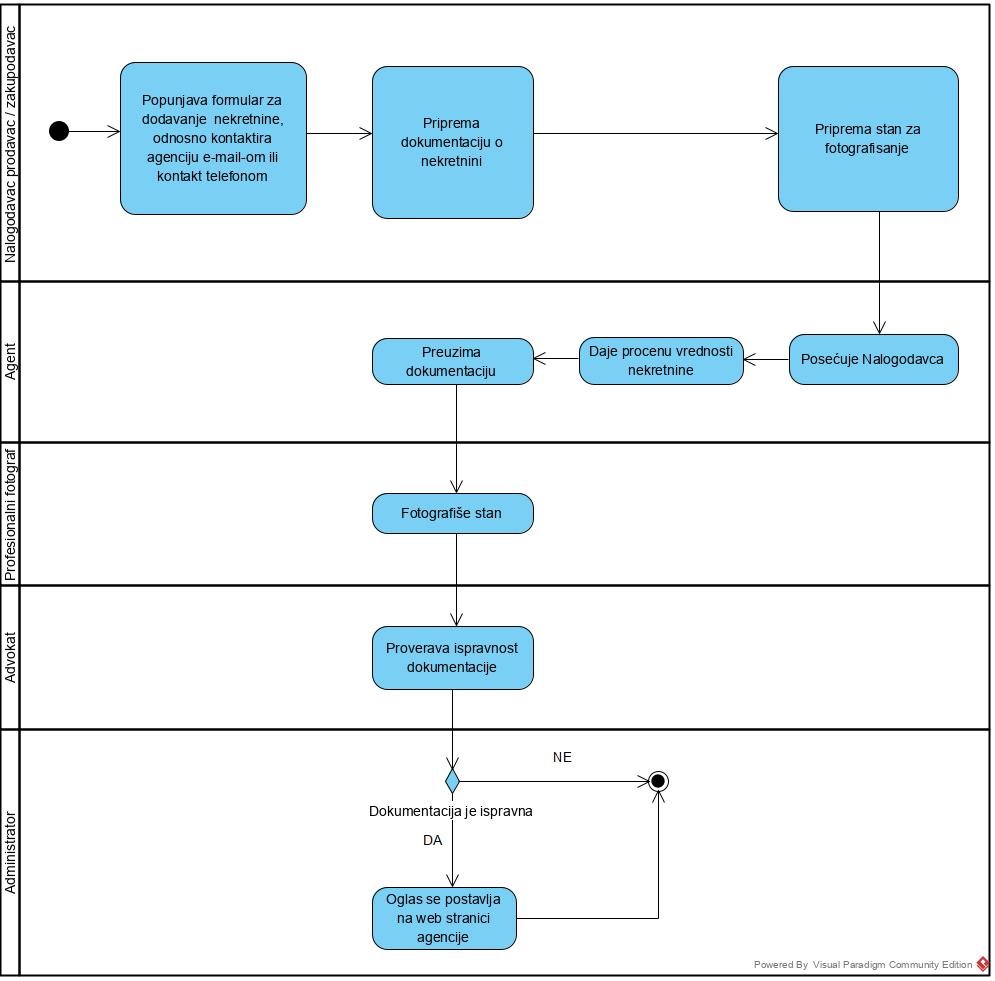 Nalogodavac prodavac / zakupodavac
Popunjava formular za
dodavanje nekretnine,
odnosno kontaktira
agenciju e-mail-om ili
kontakt telefonom
Priprema
dokumentaciju o
nekretnini
Priprema stan za
fotografisanje
Agent
Preuzima
dokumentaciju
Daje procenu vrednosti
nekretnine
Posećuje Nalogodavca
Profesionalni fotograf
Fotografiše stan
Advokat
Proverava ispravnost
dokumentacije
Administrator
NE
Dokumentacija je ispravna
DA
Oglas se postavlja
na web stranici
agencije
Powered By Visual Paradigm Community Edition